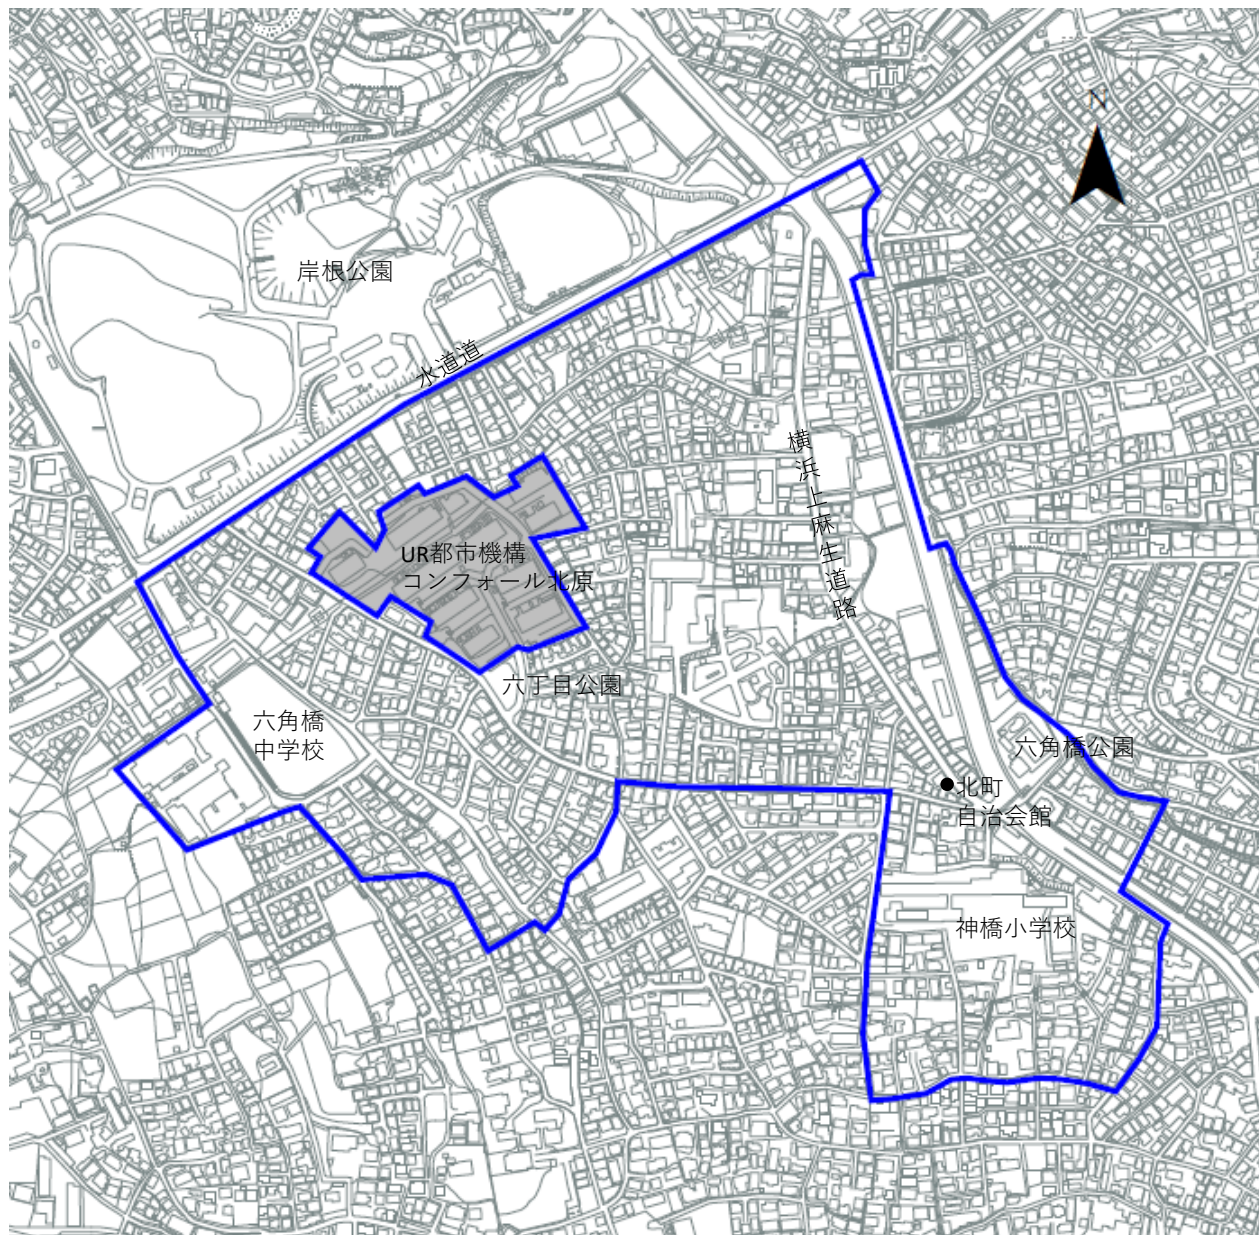 N
岸根公園
水道道
横浜上麻生道路
UR都市機構
コンフォール北原
六丁目公園
六角橋
中学校
六角橋公園
北町
自治会館
神橋小学校